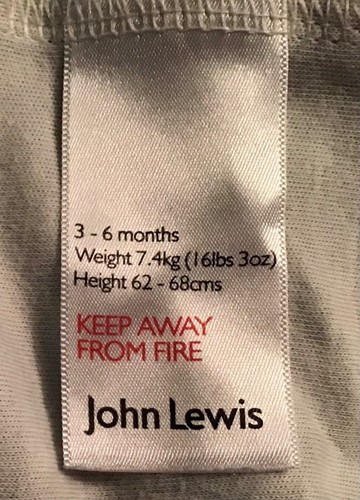 3 - 6 months
Weight 7.4kg (16lbs 3oz)
Height 62 - 68cms
KEEP AWAY
FROM FIRE
John Lewis